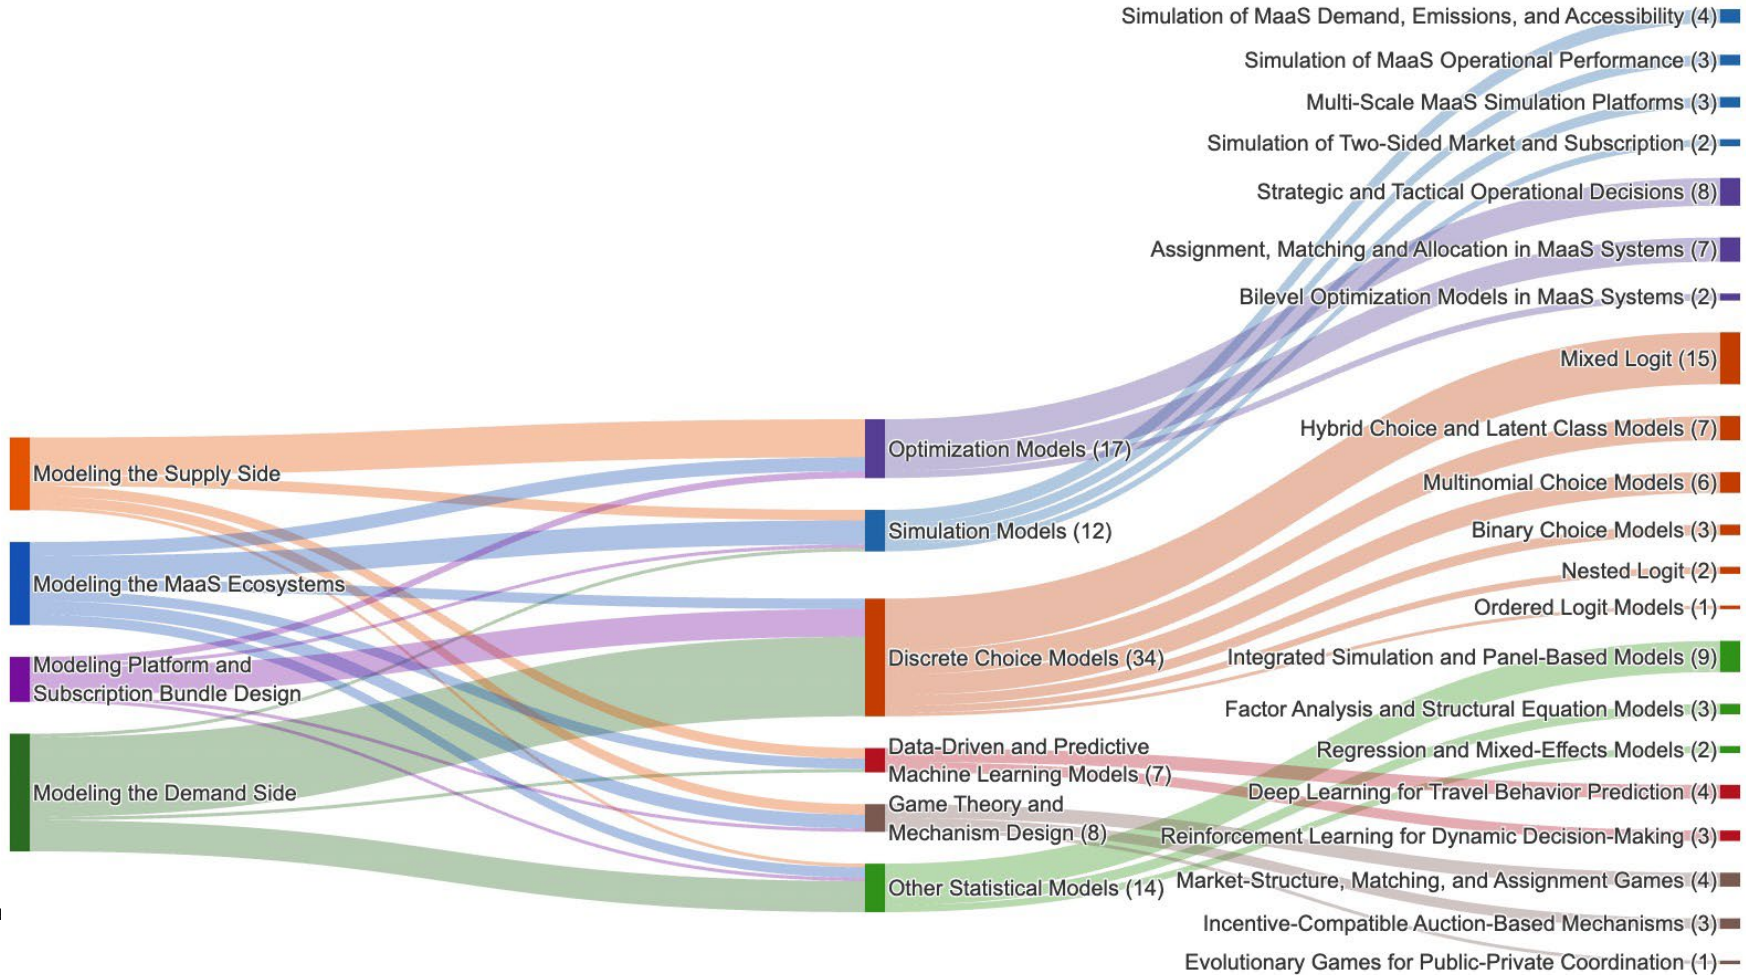 Modeling the Supply Side
Modeling the MaaS Ecosystems
Modeling Platform and
Subscription Bundle Design
Modeling the Demand Side
Optimization Models (17)
Simulation Models (12)
Discrete Choice Models (34)
Data-Driven and Predictive
Machine Learning Models (7)
Game Theory and
Mechanism Design (8)
Other Statistical Models (14)
Simulation of MaaS Demand, Emissions, and Accessibility (4)
Simulation of MaaS Operational Performance (3)
Multi-Scale MaaS Simulation Platforms (3)
Simulation of Two-Sided Market and Subscription (2)
Strategic and Tactical Operational Decisions (8)
Assignment, Matching and Allocation in MaaS Systems (7)
Bilevel Optimization Models in MaaS Systems (2)
Mixed Logit (15)
Hybrid Choice and Latent Class Models (7)
Multinomial Choice Models (6)
Binary Choice Models (3)
Nested Logit (2)
Ordered Logit Models (1)
Integrated Simulation and Panel-Based Models (9)
Factor Analysis and Structural Equation Models (3)
Regression and Mixed-Effects Models (2)
Deep Learning for Travel Behavior Prediction (4)
Reinforcement Learning for Dynamic Decision-Making (3)
Market-Structure, Matching, and Assignment Games (4)
Incentive-Compatible Auction-Based Mechanisms (3)
Evolutionary Games for Public-Private Coordination (1)